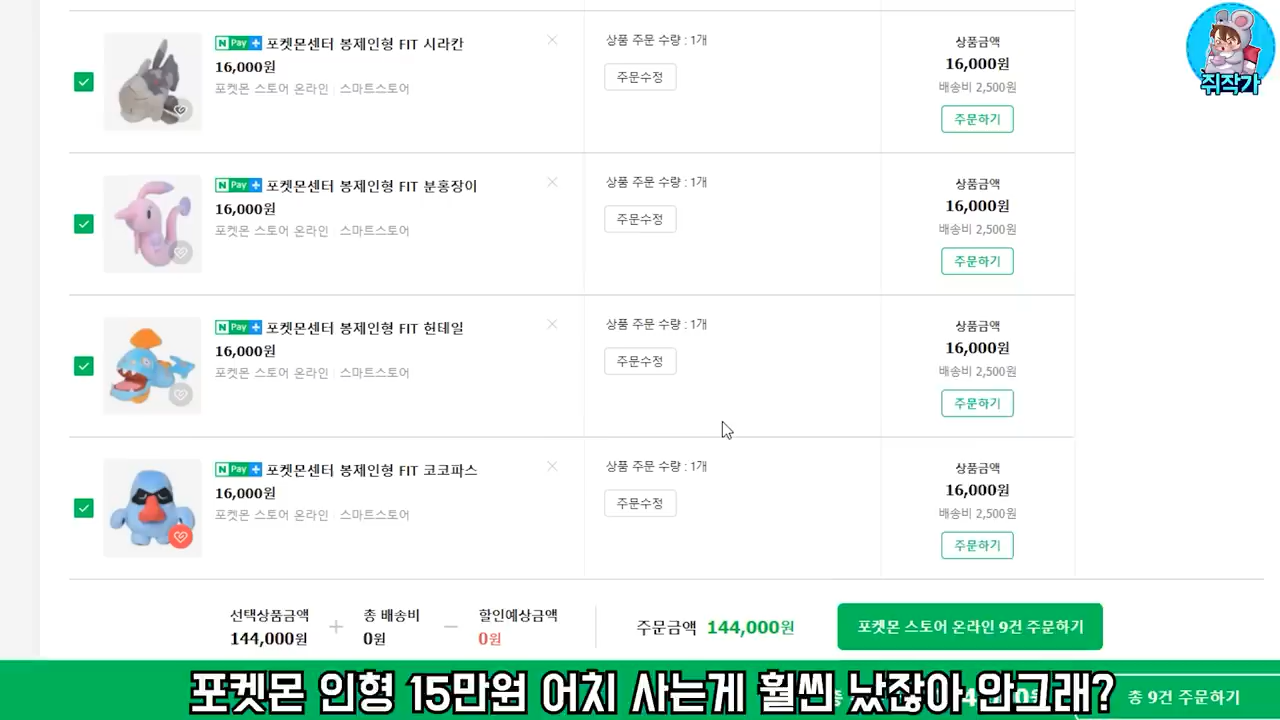 N Pay + 포켓몬센터 봉제인형 FIT 시라칸
16,000원
포켓몬 스토어 온라인 스마트스토어
상품 주문 수량 : 1개
주문수정
상품금액
16,000원
배송비 2,500원
주문하기
쥐작가
N Pay + 포켓몬센터 봉제인형 FIT 분홍장이
16,000원
포켓몬 스토어 온라인 스마트스토어
상품 주문 수량 : 1개
주문수정
상품금액
16,000원
배송비 2,500원
주문하기
N Pay + 포켓몬센터 봉제인형 FIT 헌테일
16,000원
포켓몬 스토어 온라인 스마트스토어
상품 주문 수량 : 1개
주문수정
상품금액
16,000원
배송비 2,500원
주문하기
N Pay + 포켓몬센터 봉제인형 FIT 코코파스
16,000원
포켓몬 스토어 온라인 스마트스토어
상품 주문 수량 : 1개
주문수정
상품금액
16,000원
배송비 2,500원
주문하기
선택상품금액 + 총 배송비 − 할인예상금액
144,000원 0원 0원
주문금액 144,000원
포켓몬 스토어 온라인 9건 주문하기
포켓몬 인형 15만원 어치 사는게 훨씬 났잖아 안그래?
총 9건 주문하기